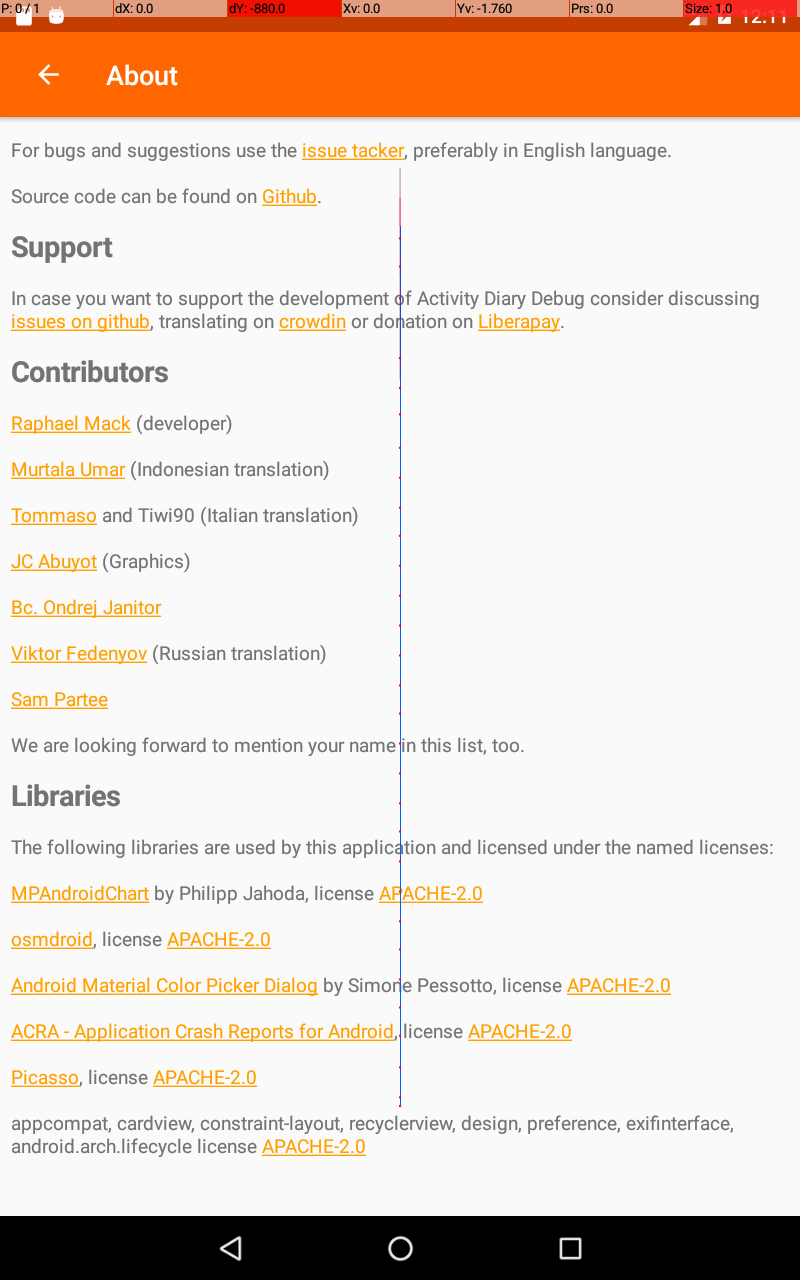 P: 0 / 1 dX: 0.0 dY: -880.0 Xv: 0.0 Yv: -1.760 Prs: 0.0 Size: 1.0
12:11
About
For bugs and suggestions use the issue tacker, preferably in English language.
Source code can be found on Github.
Support
In case you want to support the development of Activity Diary Debug consider discussing
issues on github, translating on crowdin or donation on Liberapay.
Contributors
Raphael Mack (developer)
Murtala Umar (Indonesian translation)
Tommaso and Tiwi90 (Italian translation)
JC Abuyot (Graphics)
Bc. Ondrej Janitor
Viktor Fedenyov (Russian translation)
Sam Partee
We are looking forward to mention your name in this list, too.
Libraries
The following libraries are used by this application and licensed under the named licenses:
MPAndroidChart by Philipp Jahoda, license APACHE-2.0
osmdroid, license APACHE-2.0
Android Material Color Picker Dialog by Simone Pessotto, license APACHE-2.0
ACRA - Application Crash Reports for Android, license APACHE-2.0
Picasso, license APACHE-2.0
appcompat, cardview, constraint-layout, recyclerview, design, preference, exifinterface,
android.arch.lifecycle license APACHE-2.0